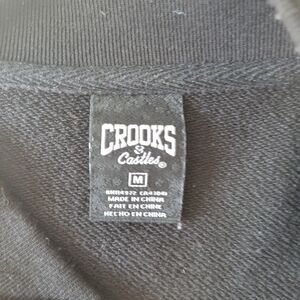 CROOKS
&
Castles®
M
MADE IN CHINA
FAIT EN CHINE
HECHO EN CHINA